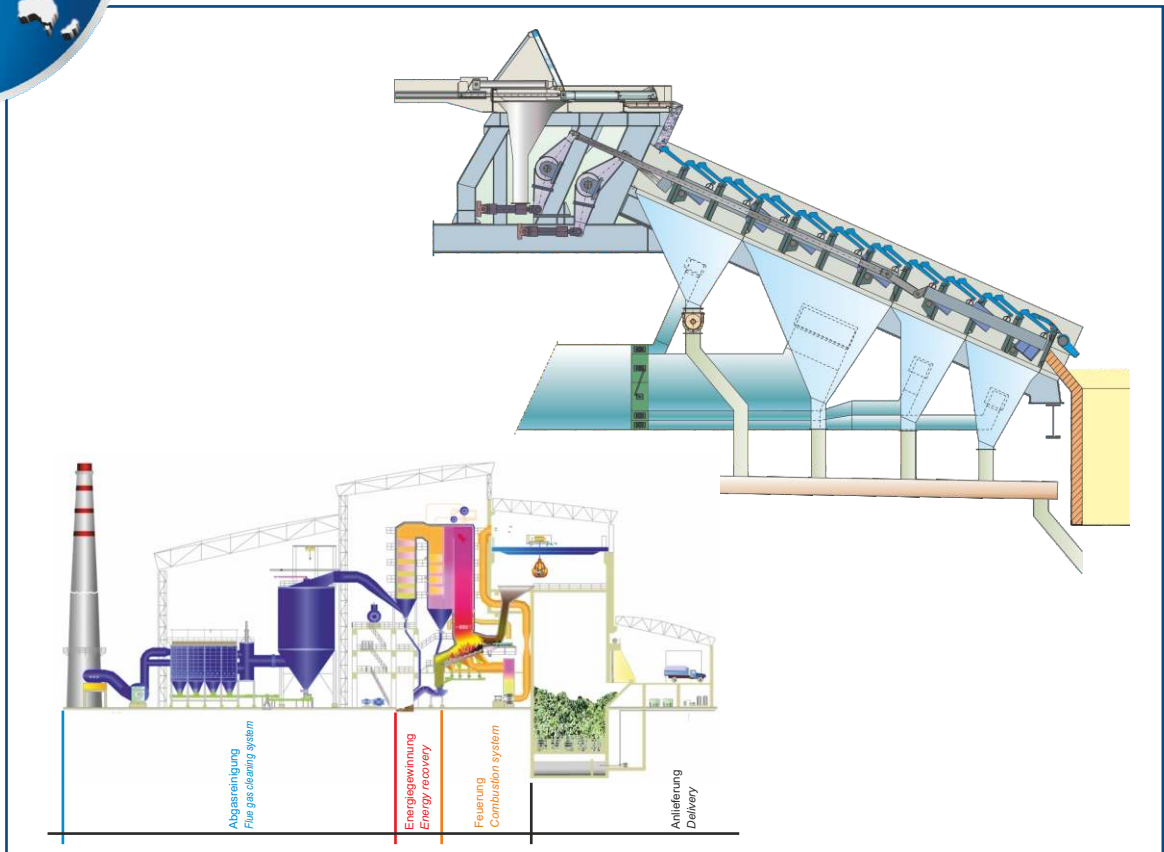 Abgasreinigung
Flue gas cleaning system
Energiegewinnung
Energy recovery
Feuerung
Combustion system
Anlieferung
Delivery